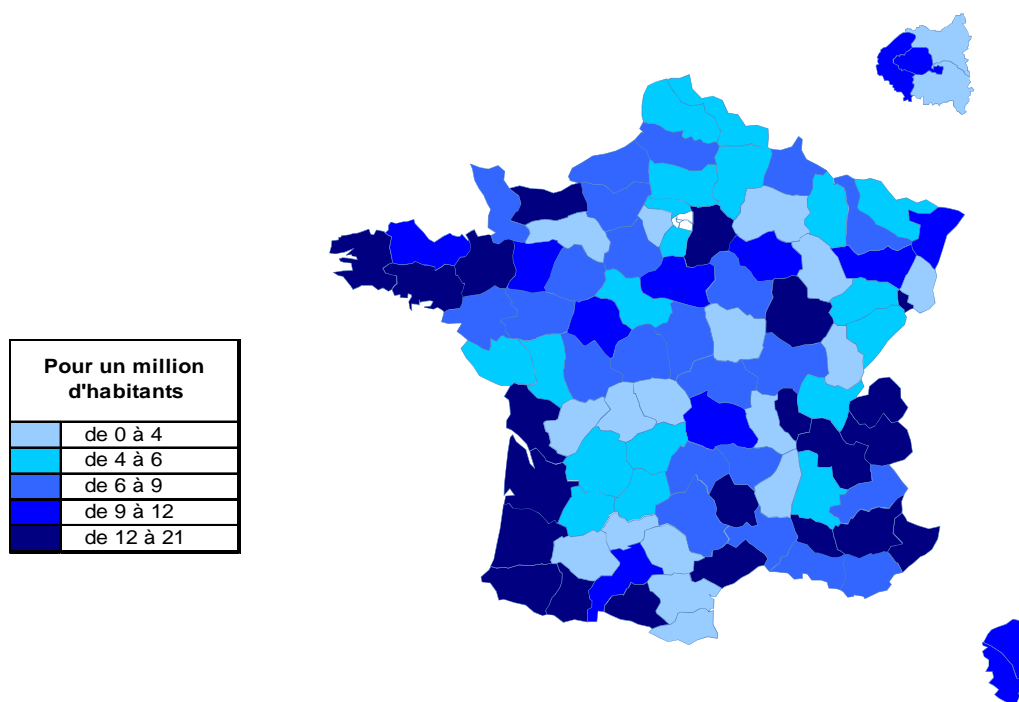 Pour un million
d'habitants
de 0 à 4
de 4 à 6
de 6 à 9
de 9 à 12
de 12 à 21